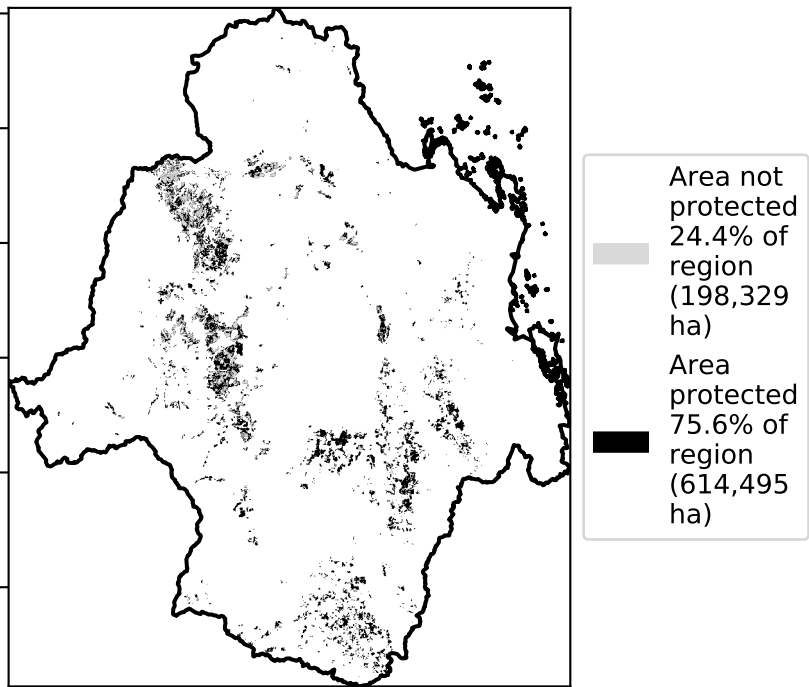 Area not
protected
24.4% of
region
(198,329
ha)
Area
protected
75.6% of
region
(614,495
ha)